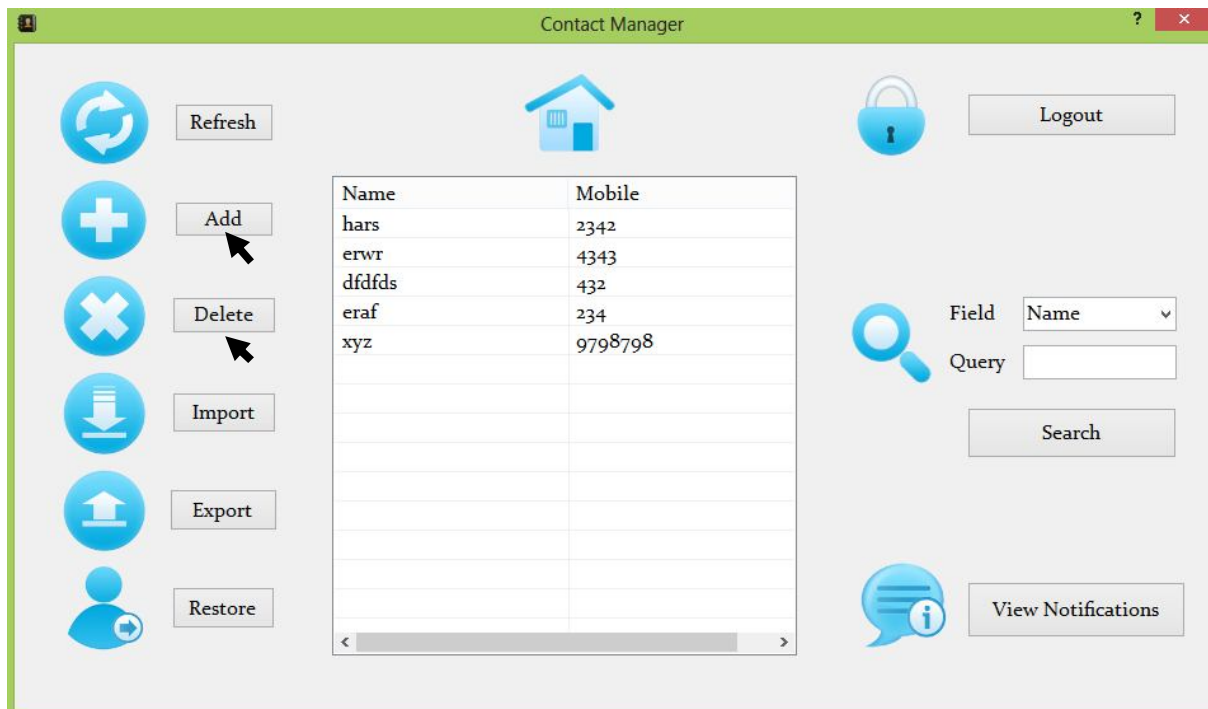 Contact Manager
?
Refresh
Add
Delete
Import
Export
Restore
Name Mobile
hars 2342
erwr 4343
dfdfds 432
eraf 234
xyz 9798798
Logout
Field Name
Query
Search
i
View Notifications